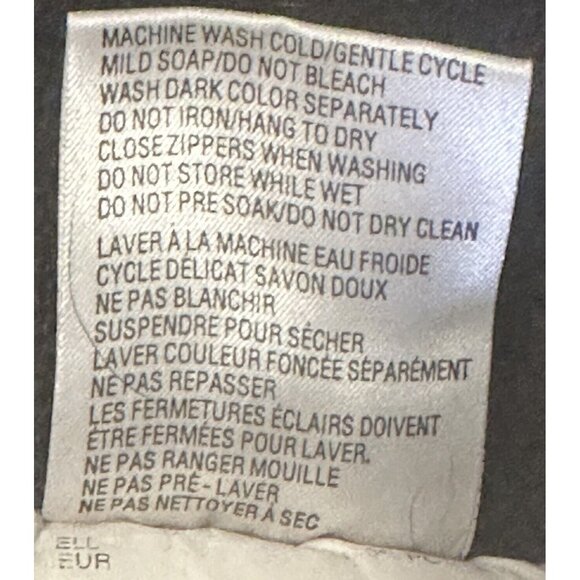 MACHINE WASH COLD/GENTLE CYCLE
MILD SOAP/DO NOT BLEACH
WASH DARK COLOR SEPARATELY
DO NOT IRON/HANG TO DRY
CLOSE ZIPPERS WHEN WASHING
DO NOT STORE WHILE WET
DO NOT PRE SOAK/DO NOT DRY CLEAN
LAVER À LA MACHINE EAU FROIDE
CYCLE DÉLICAT SAVON DOUX
NE PAS BLANCHIR
SUSPENDRE POUR SÉCHER
LAVER COULEUR FONCÉE SÉPARÉMENT
NE PAS REPASSER
LES FERMETURES ÉCLAIRS DOIVENT
ÊTRE FERMÉES POUR LAVER.
NE PAS RANGER MOUILLE
NE PAS PRÉ-LAVER
NE PAS NETTOYER À SEC
ELL
EUR